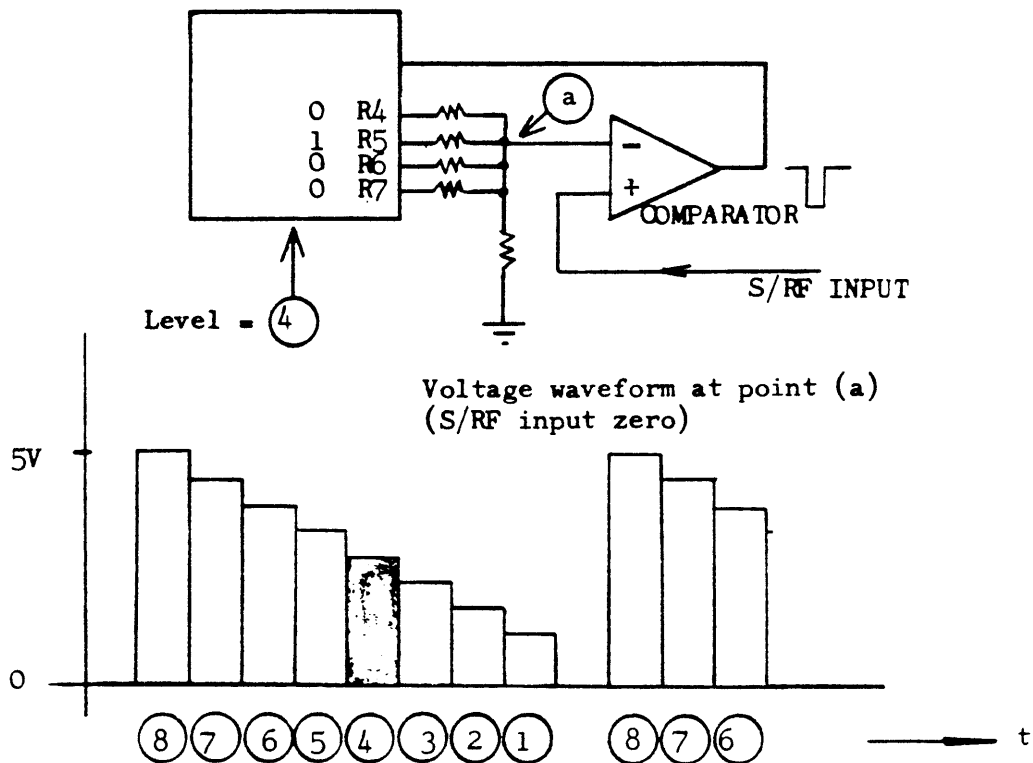 a
0 R4
1 R5
0 R6
0 R7
-
+
COMPARATOR
S/RF INPUT
Level = 4
Voltage waveform at point (a)
(S/RF input zero)
5V
0
8 7 6 5 4 3 2 1 8 7 6 t